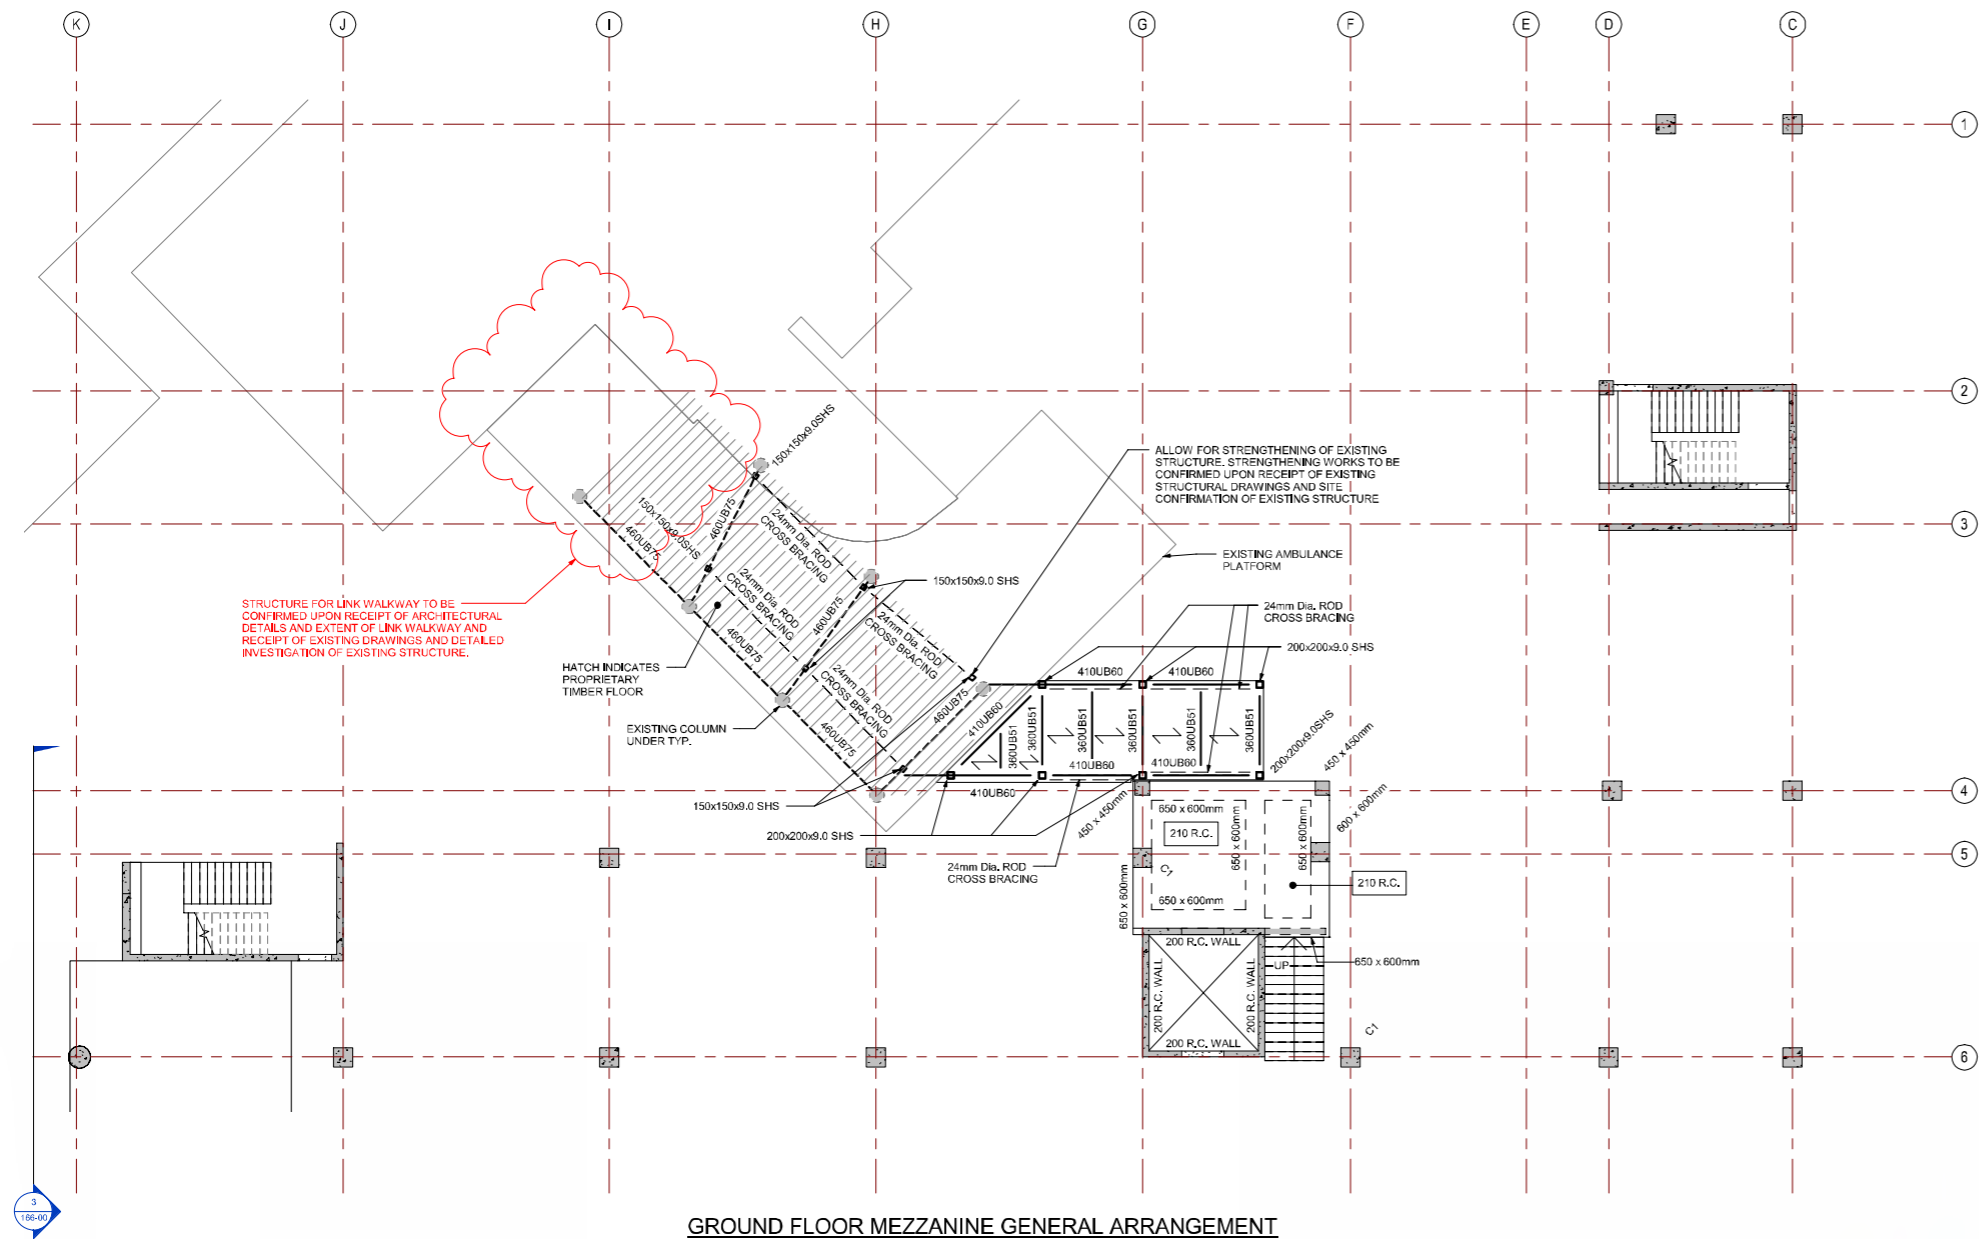 K
J
I
H
G
F
E
D
C
1
2
3
4
5
6
150x150x9.0SHS
150x150x9.0SHS
460UB75
460UB75
24mm Dia. ROD
CROSS BRACING
24mm Dia. ROD
CROSS BRACING
460UB75
460UB75
24mm Dia. ROD
CROSS BRACING
24mm Dia. ROD
CROSS BRACING
460UB75
460UB75
ALLOW FOR STRENGTHENING OF EXISTING
STRUCTURE. STRENGTHENING WORKS TO BE
CONFIRMED UPON RECEIPT OF EXISTING
STRUCTURAL DRAWINGS AND SITE
CONFIRMATION OF EXISTING STRUCTURE
EXISTING AMBULANCE
PLATFORM
150x150x9.0 SHS
24mm Dia. ROD
CROSS BRACING
200x200x9.0 SHS
STRUCTURE FOR LINK WALKWAY TO BE
CONFIRMED UPON RECEIPT OF ARCHITECTURAL
DETAILS AND EXTENT OF LINK WALKWAY AND
RECEIPT OF EXISTING DRAWINGS AND DETAILED
INVESTIGATION OF EXISTING STRUCTURE.
HATCH INDICATES
PROPRIETARY
TIMBER FLOOR
EXISTING COLUMN
UNDER TYP.
410UB60
410UB60
410UB60
360UB51
360UB51
360UB51
360UB51
360UB51
360UB51
410UB60
410UB60
410UB60
200x200x9.0SHS
450 x 450mm
150x150x9.0 SHS
200x200x9.0 SHS
24mm Dia. ROD
CROSS BRACING
450 x 450mm
600 x 600mm
650 x 600mm
210 R.C.
650 x 600mm
650 x 600mm
C1
650 x 600mm
650 x 600mm
210 R.C.
200 R.C. WALL
200 R.C. WALL
200 R.C. WALL
200 R.C. WALL
UP
650 x 600mm
C1
3
166-00
GROUND FLOOR MEZZANINE GENERAL ARRANGEMENT